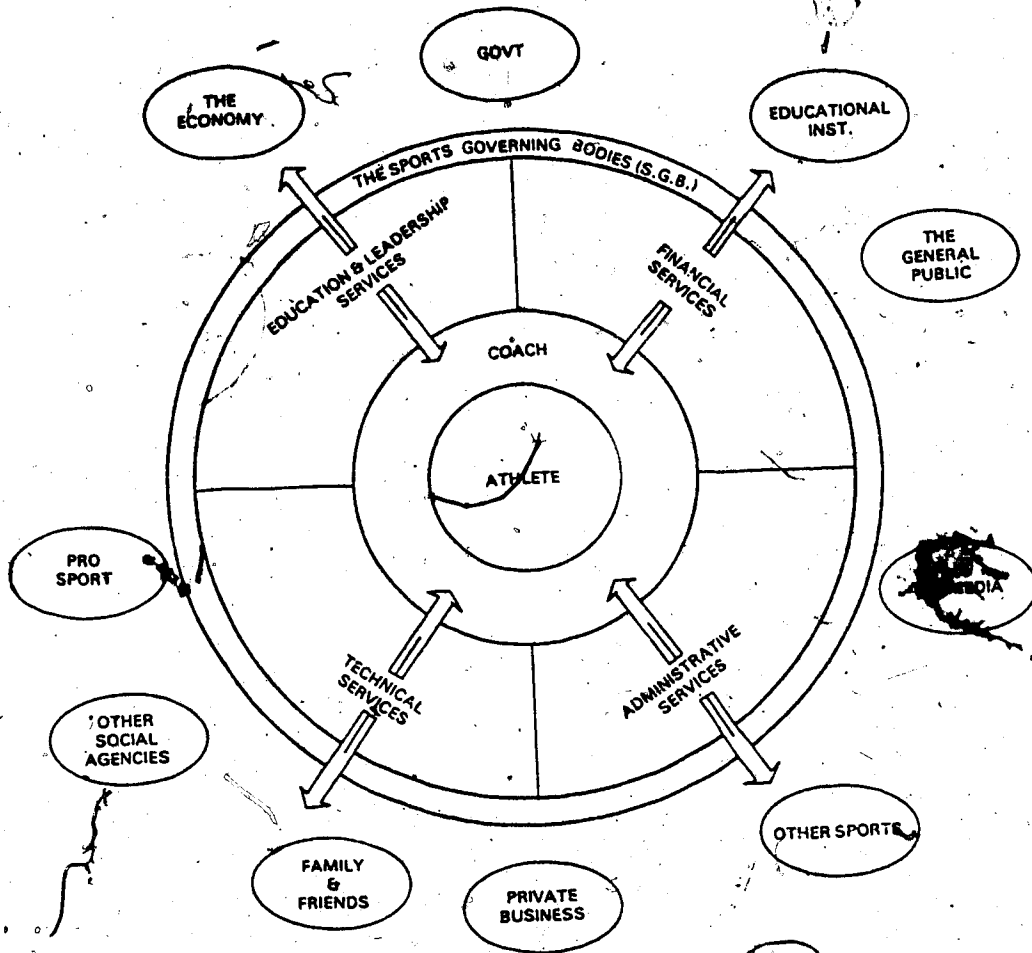 GOVT
THE
ECONOMY
EDUCATIONAL
INST.
THE SPORTS GOVERNING BODIES (S.G.B.)
THE
GENERAL
PUBLIC
EDUCATION & LEADERSHIP
SERVICES
FINANCIAL
SERVICES
COACH
ATHLETE
PRO
SPORT
TECHNICAL
SERVICES
ADMINISTRATIVE
SERVICES
OTHER
SOCIAL
AGENCIES
OTHER SPORTS
FAMILY
&
FRIENDS
PRIVATE
BUSINESS